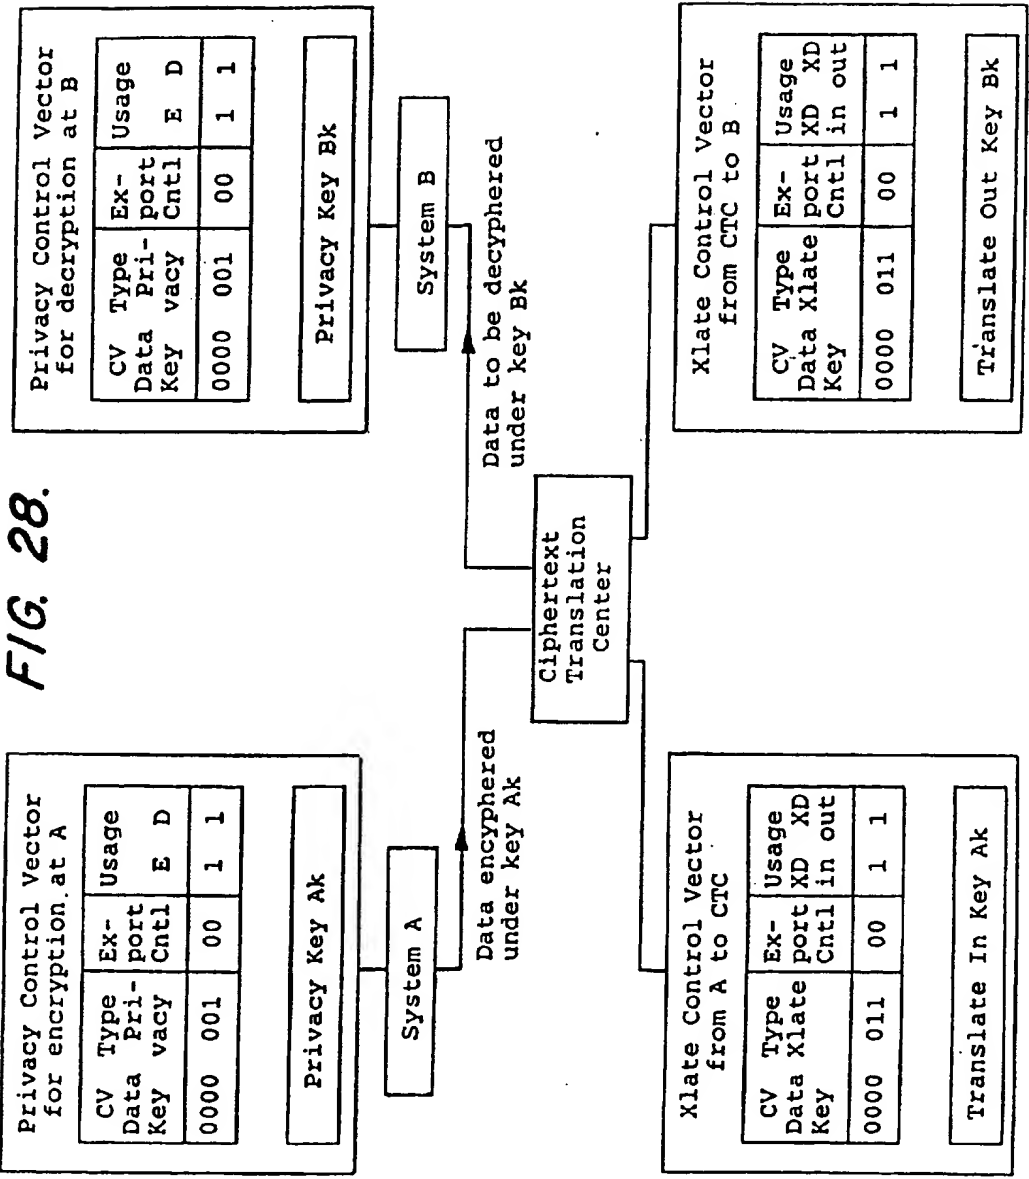 FIG. 28.
Privacy Control Vector
for encryption at A
CV Type
Data Pri-
Key vacy
Ex-
port
Cntl
Usage
E D
0000 001
00
1 1
Privacy Key Ak
System A
Data encyphered
under key Ak
Privacy Control Vector
for decryption at B
CV Type
Data Pri-
Key vacy
Ex-
port
Cntl
Usage
E D
0000 001
00
1 1
Privacy Key Bk
System B
Data to be decyphered
under key Bk
Ciphertext
Translation
Center
Xlate Control Vector
from A to CTC
CV Type
Data Xlate
Key
Ex-
port
Cntl
Usage
XD XD
in out
0000 011
00
1 1
Translate In Key Ak
Xlate Control Vector
from CTC to B
CV Type
Data Xlate
Key
Ex-
port
Cntl
Usage
XD XD
in out
0000 011
00
1 1
Translate Out Key Bk